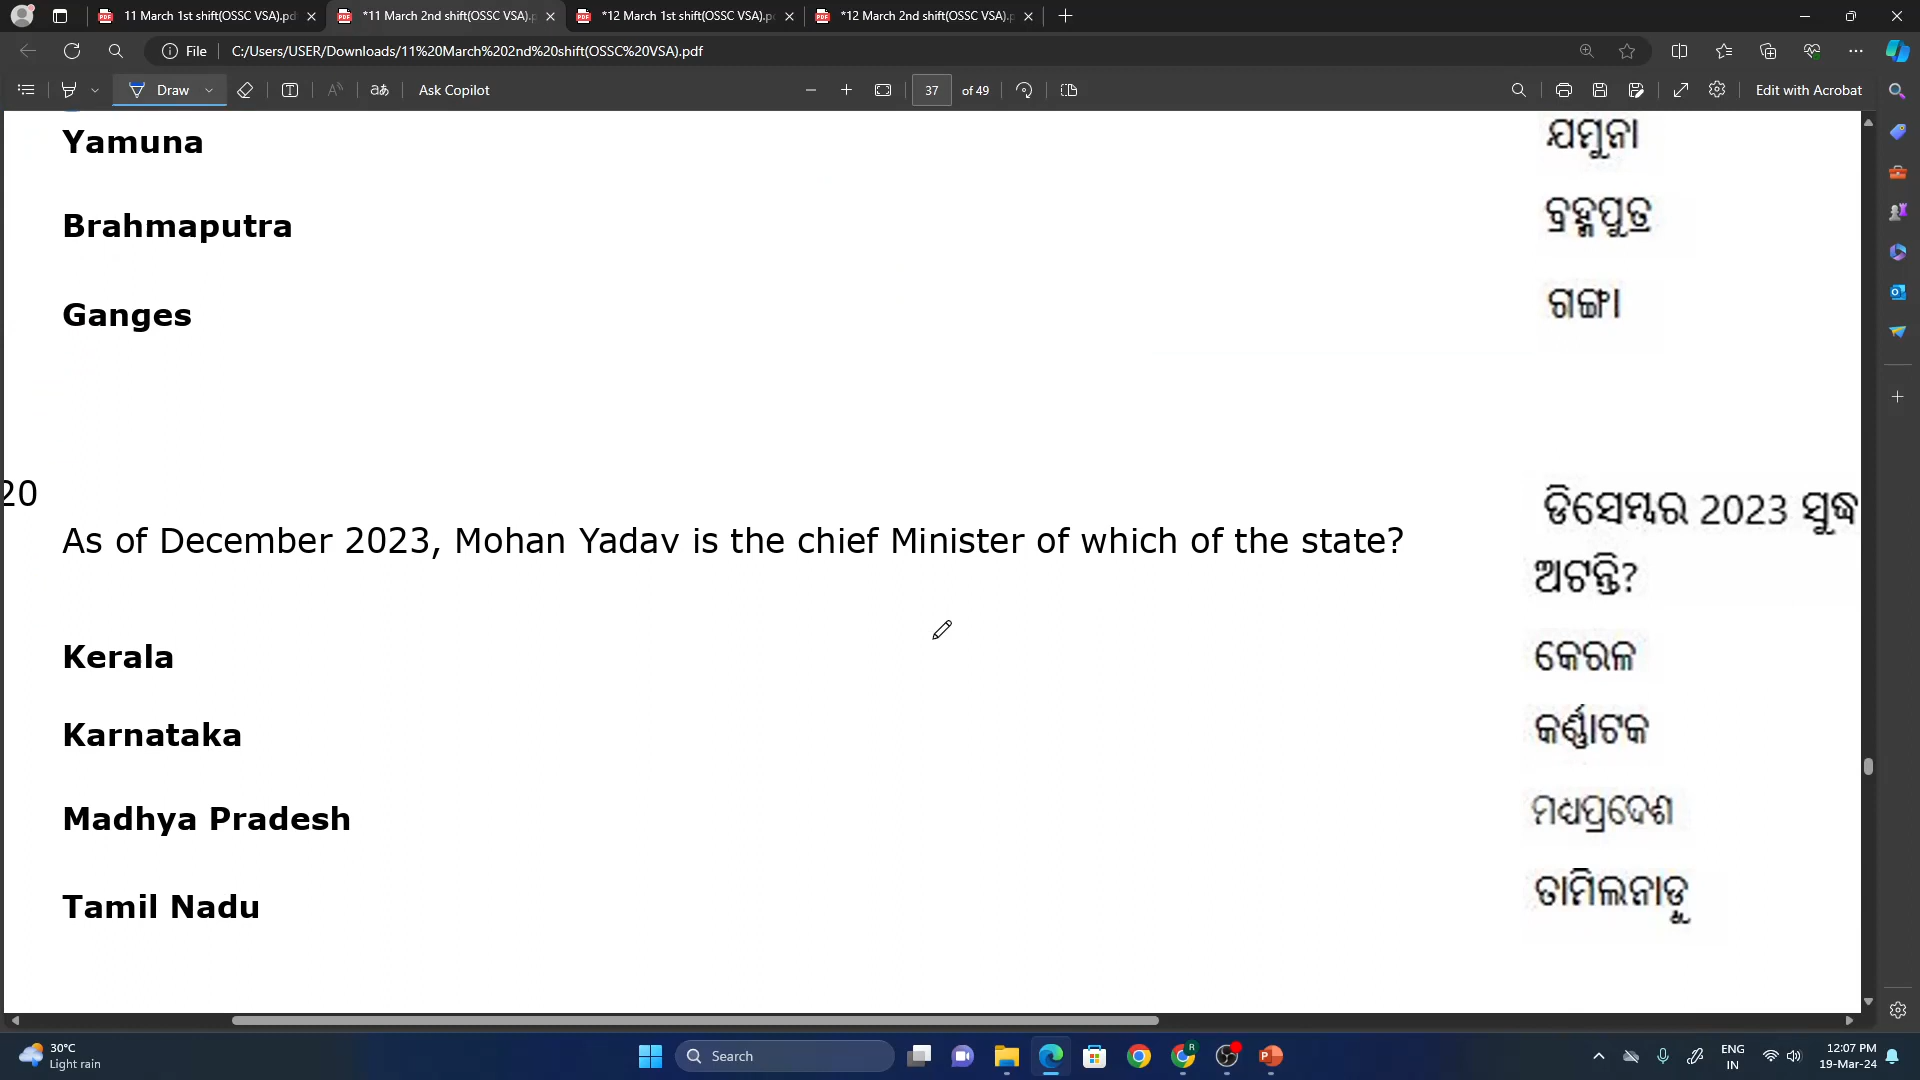 11 March 1st shift(OSSC VSA).pd
*11 March 2nd shift(OSSC VSA).p
*12 March 1st shift(OSSC VSA).p
*12 March 2nd shift(OSSC VSA).p
File
C:/Users/USER/Downloads/11%20March%202nd%20shift(OSSC%20VSA).pdf
Draw
aあ
Ask Copilot
37 of 49
Edit with Acrobat
Yamuna
ଯମୁନା
Brahmaputra
ବ୍ରହ୍ମପୁତ୍ର
Ganges
ଗଙ୍ଗା
20
ଡିସେମ୍ବର 2023 ସୁଦ୍ଧ
As of December 2023, Mohan Yadav is the chief Minister of which of the state?
ଅଟନ୍ତି?
Kerala
କେରଳ
Karnataka
କର୍ଣ୍ଣାଟକ
Madhya Pradesh
ମଧ୍ୟପ୍ରଦେଶ
Tamil Nadu
ତାମିଲନାଡୁ
30°C
Light rain
Search
ENG
IN
12:07 PM
19-Mar-24